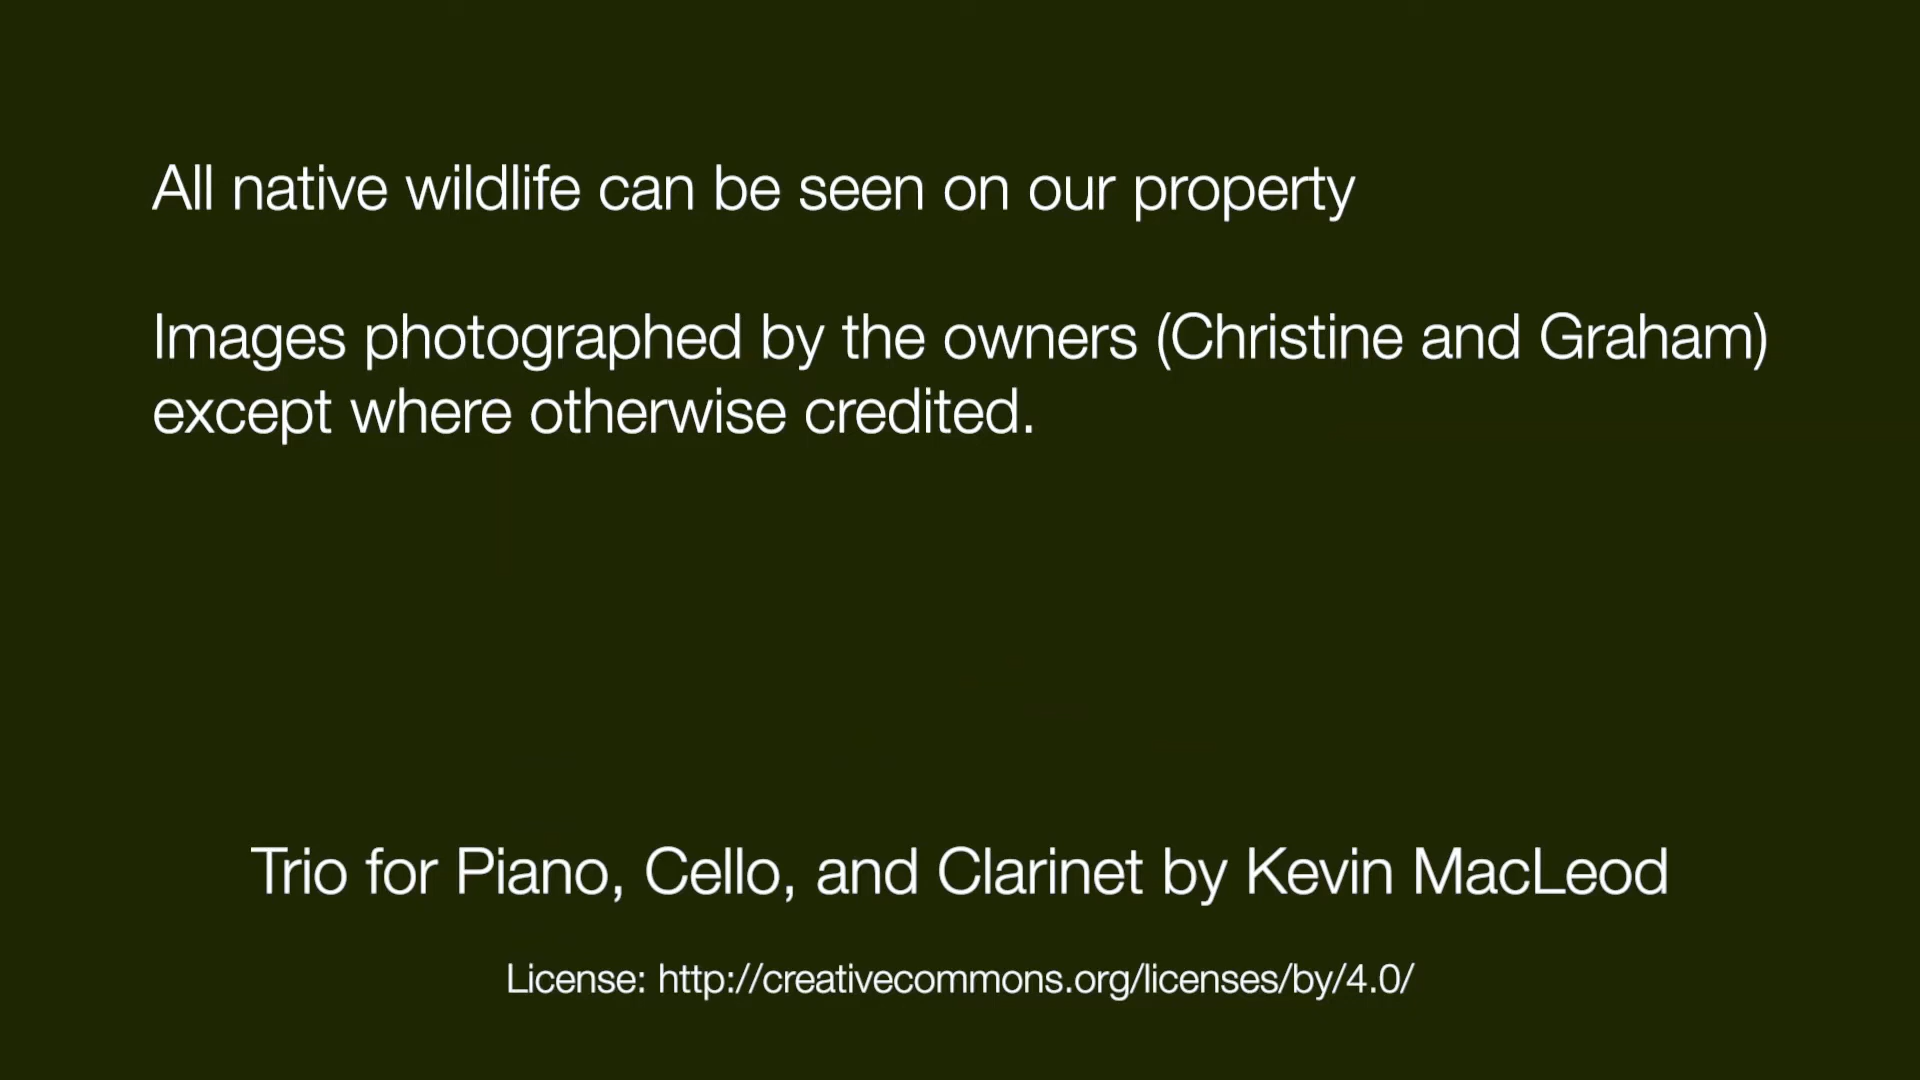 All native wildlife can be seen on our property
Images photographed by the owners (Christine and Graham)
except where otherwise credited.
Trio for Piano, Cello, and Clarinet by Kevin MacLeod
License: http://creativecommons.org/licenses/by/4.0/